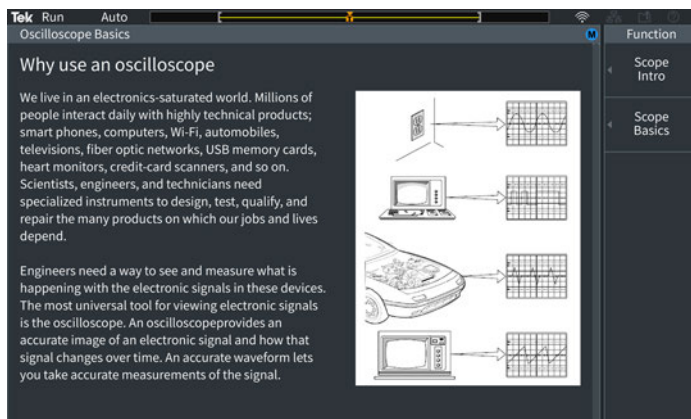 Tek Run Auto
Oscilloscope Basics
M
Function
Why use an oscilloscope
We live in an electronics-saturated world. Millions of
people interact daily with highly technical products;
smart phones, computers, Wi-Fi, automobiles,
televisions, fiber optic networks, USB memory cards,
heart monitors, credit-card scanners, and so on.
Scientists, engineers, and technicians need
specialized instruments to design, test, qualify, and
repair the many products on which our jobs and lives
depend.
Engineers need a way to see and measure what is
happening with the electronic signals in these devices.
The most universal tool for viewing electronic signals
is the oscilloscope. An oscilloscopeprovides an
accurate image of an electronic signal and how that
signal changes over time. An accurate waveform lets
you take accurate measurements of the signal.
Scope
Intro
Scope
Basics